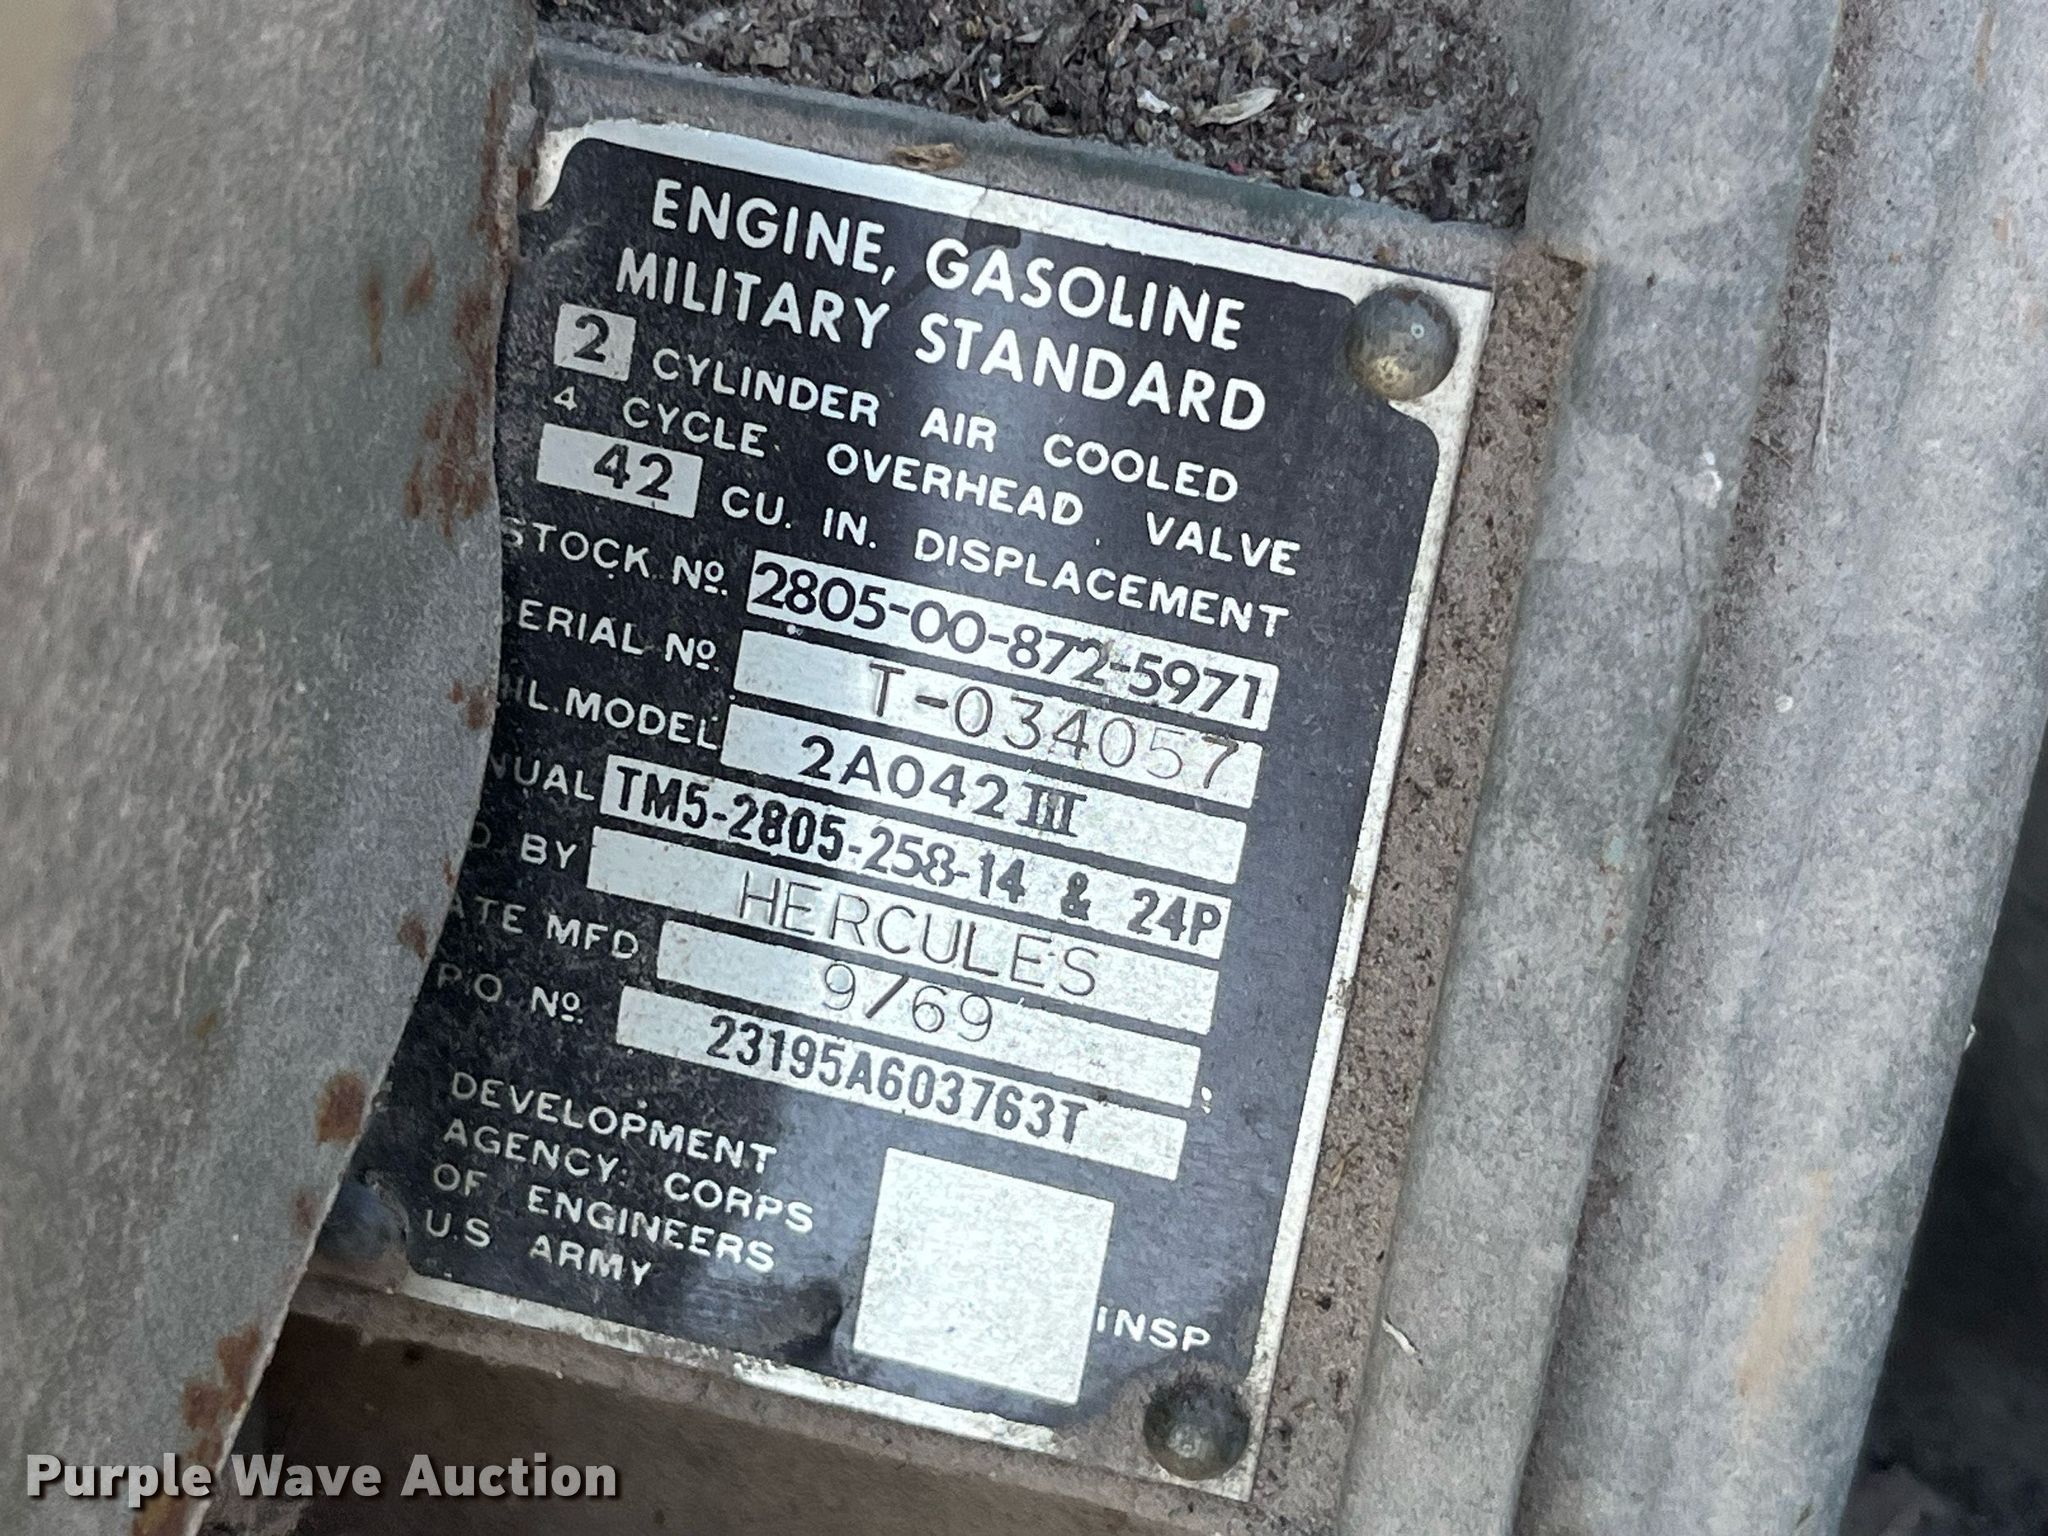 ENGINE, GASOLINE
MILITARY STANDARD
2 CYLINDER AIR COOLED
4 CYCLE OVERHEAD VALVE
42 CU. IN. DISPLACEMENT
STOCK No. 2805-00-872-5971
ERIAL No. T-034057
HL. MODEL 2A042 III
NUAL TM5-2805-258-14 & 24P
D. BY HERCULES
ATE MFD 9/69
P.O. No. 23195A603763T
DEVELOPMENT
AGENCY: CORPS
OF ENGINEERS
U.S ARMY
INSP
Purple Wave Auction